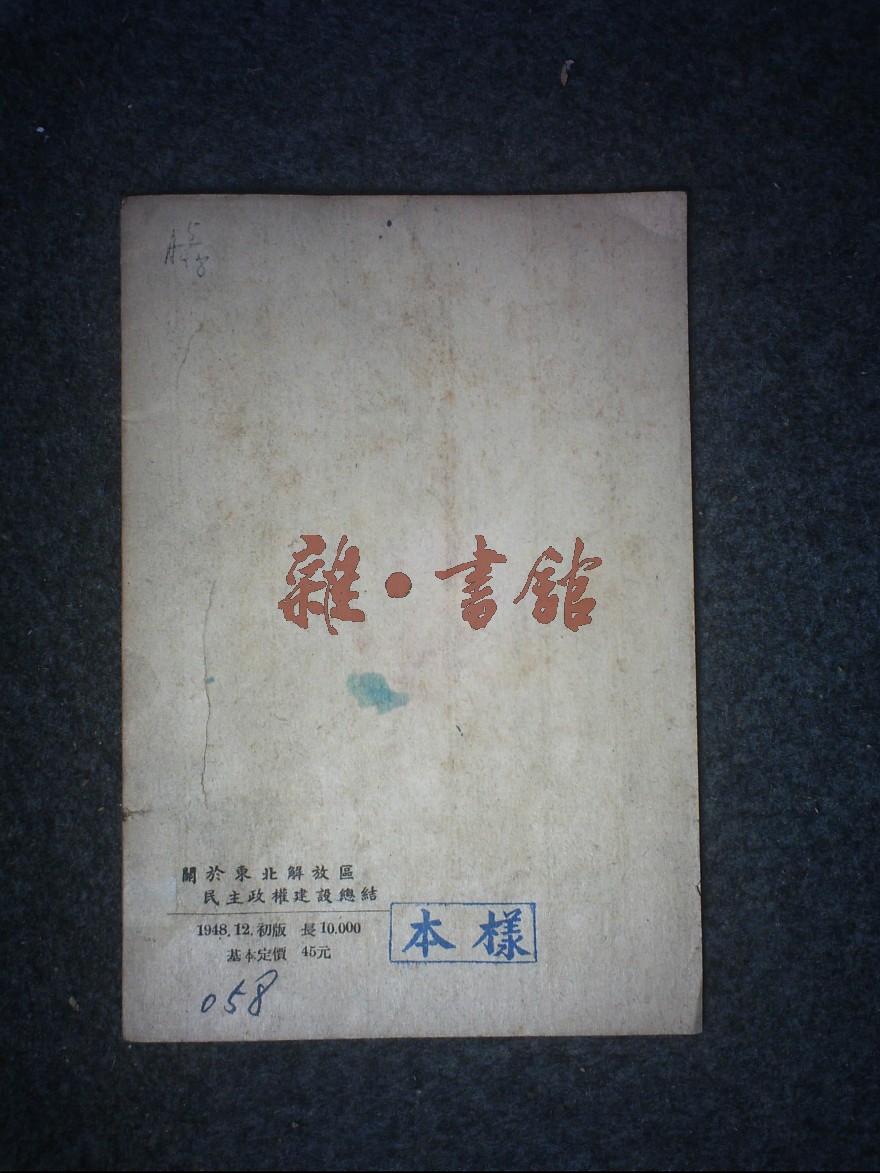 雜·書館
關於東北解放區
民主政權建設總結
1948.12.初版 長10.000
基本定價 45元
本樣
058